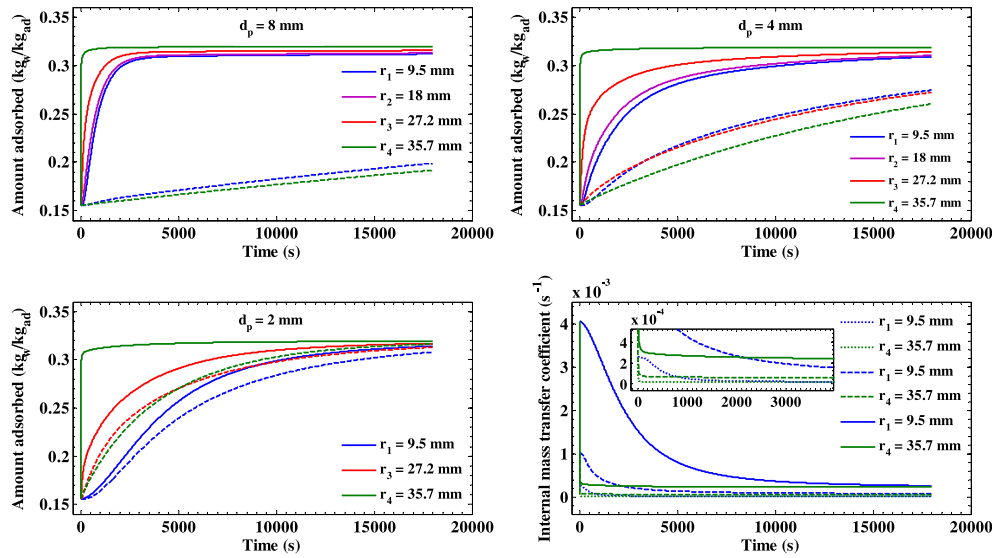 d_p = 8 mm
Amount adsorbed (kg_w/kg_ad)
0.35
0.3
0.25
0.2
0.15
r_1 = 9.5 mm
r_2 = 18 mm
r_3 = 27.2 mm
r_4 = 35.7 mm
0 5000 10000 15000 20000
Time (s)
d_p = 4 mm
Amount adsorbed (kg_w/kg_ad)
0.35
0.3
0.25
0.2
0.15
r_1 = 9.5 mm
r_2 = 18 mm
r_3 = 27.2 mm
r_4 = 35.7 mm
0 5000 10000 15000 20000
Time (s)
d_p = 2 mm
Amount adsorbed (kg_w/kg_ad)
0.35
0.3
0.25
0.2
0.15
r_1 = 9.5 mm
r_3 = 27.2 mm
r_4 = 35.7 mm
0 5000 10000 15000 20000
Time (s)
x 10^-3
Internal mass transfer coefficient (s^-1)
4
3
2
1
0
x 10^-4
4
2
0
0 1000 2000 3000
r_1 = 9.5 mm
r_4 = 35.7 mm
r_1 = 9.5 mm
r_4 = 35.7 mm
r_1 = 9.5 mm
r_4 = 35.7 mm
0 5000 10000 15000 20000
Time (s)